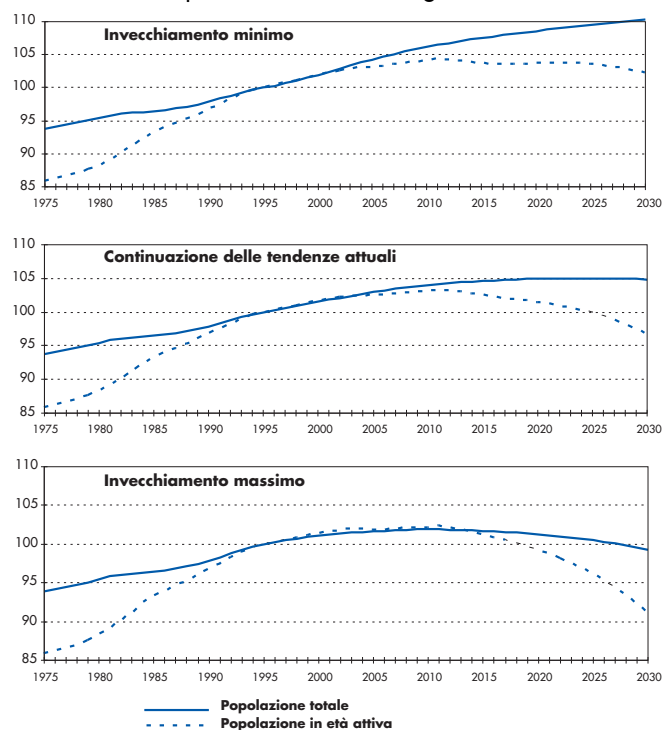 110
Invecchiamento minimo
105
100
95
90
85
1975 1980 1985 1990 1995 2000 2005 2010 2015 2020 2025 2030
110
Continuazione delle tendenze attuali
105
100
95
90
85
1975 1980 1985 1990 1995 2000 2005 2010 2015 2020 2025 2030
110
Invecchiamento massimo
105
100
95
90
85
1975 1980 1985 1990 1995 2000 2005 2010 2015 2020 2025 2030
Popolazione totale
Popolazione in età attiva